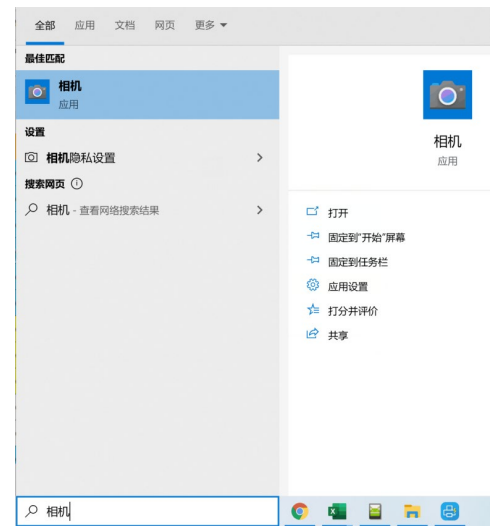 全部 应用 文档 网页 更多
最佳匹配
相机
应用
设置
相机隐私设置
搜索网页
相机 - 查看网络搜索结果
相机
应用
打开
固定到"开始"屏幕
固定到任务栏
应用设置
打分并评价
共享
相机